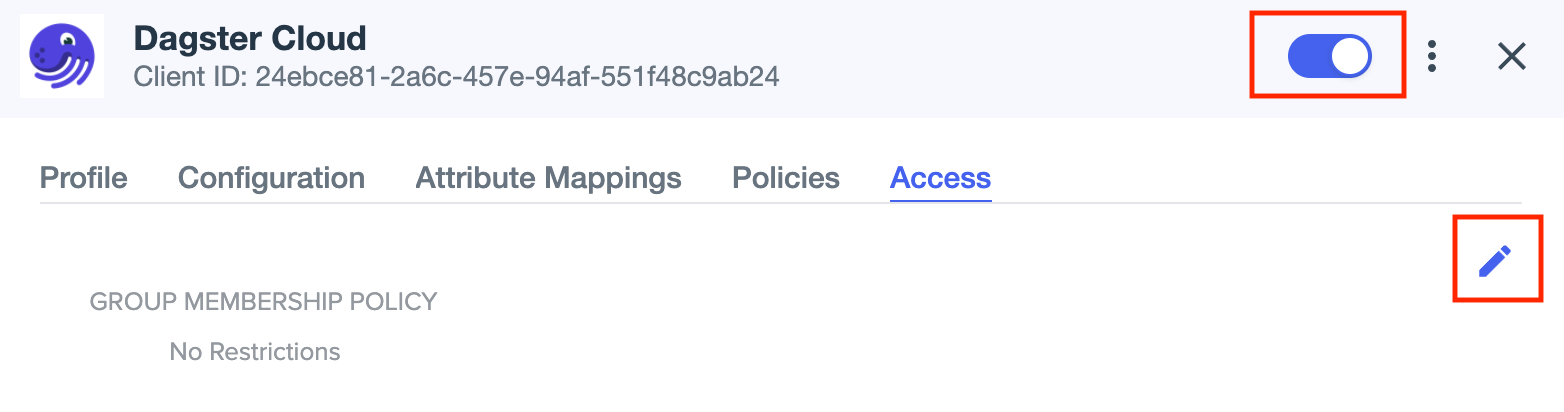 Dagster Cloud
Client ID: 24ebce81-2a6c-457e-94af-551f48c9ab24
Profile Configuration Attribute Mappings Policies Access
GROUP MEMBERSHIP POLICY
No Restrictions